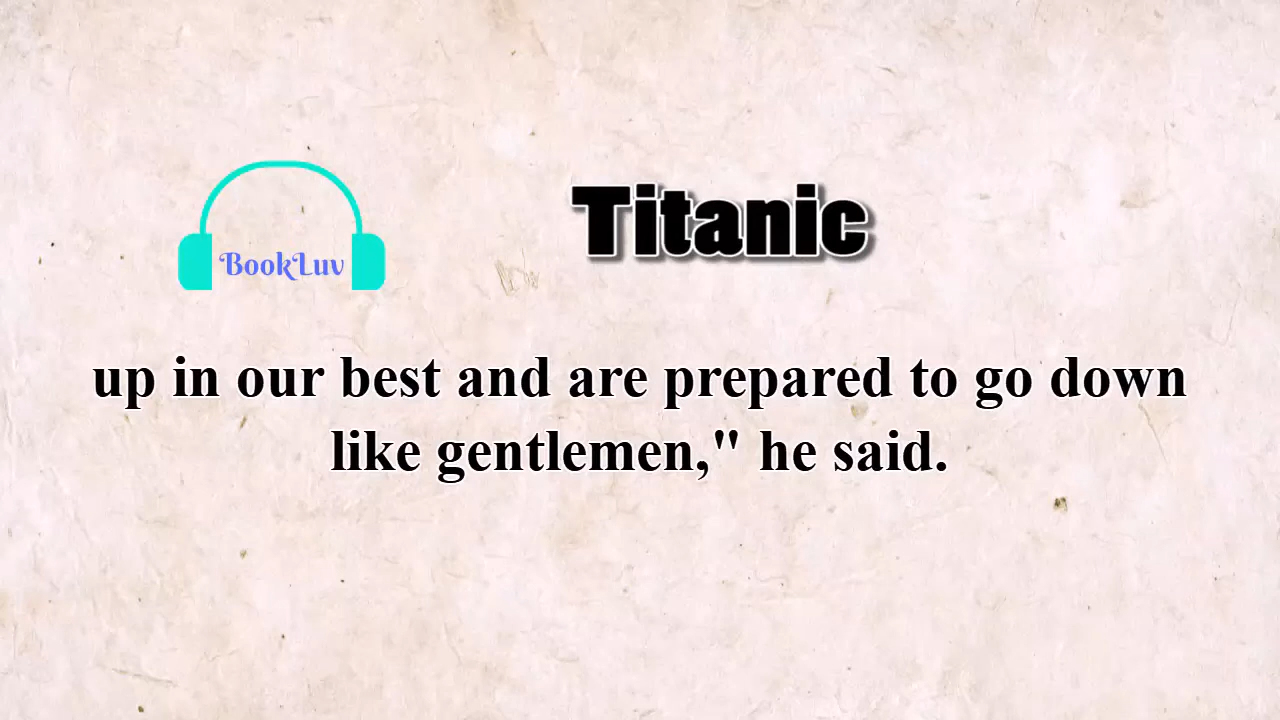 BookLuv
Titanic
up in our best and are prepared to go down
like gentlemen," he said.